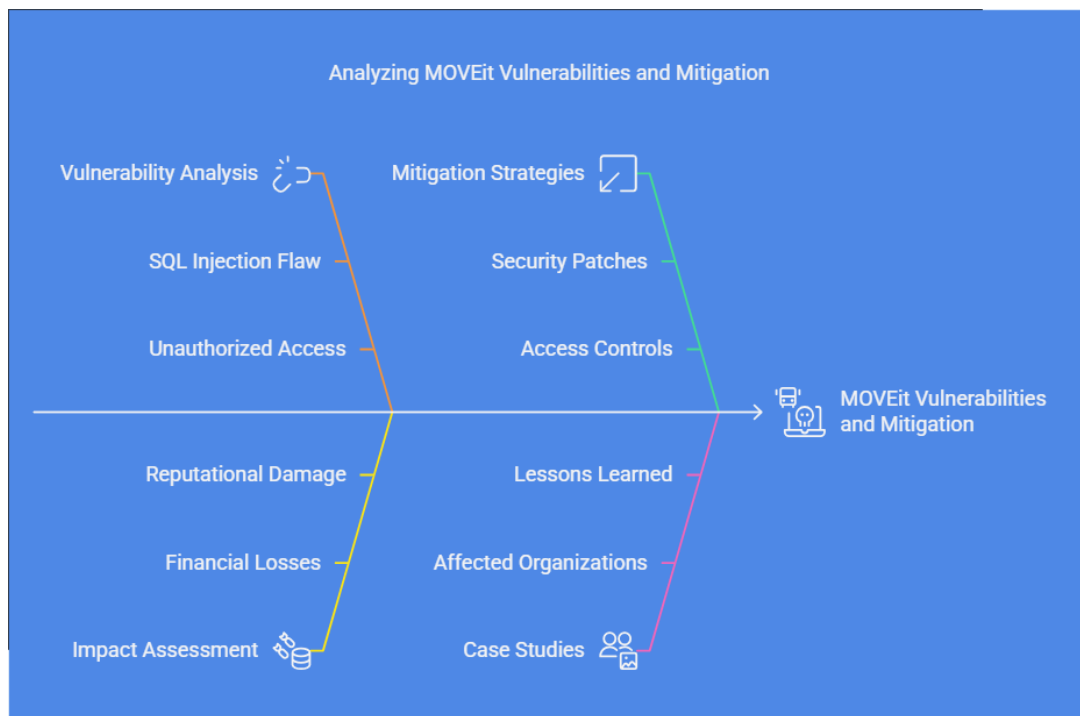 Analyzing MOVEit Vulnerabilities and Mitigation
Vulnerability Analysis
Mitigation Strategies
SQL Injection Flaw
Security Patches
Unauthorized Access
Access Controls
MOVEit Vulnerabilities
and Mitigation
Reputational Damage
Lessons Learned
Financial Losses
Affected Organizations
Impact Assessment
Case Studies